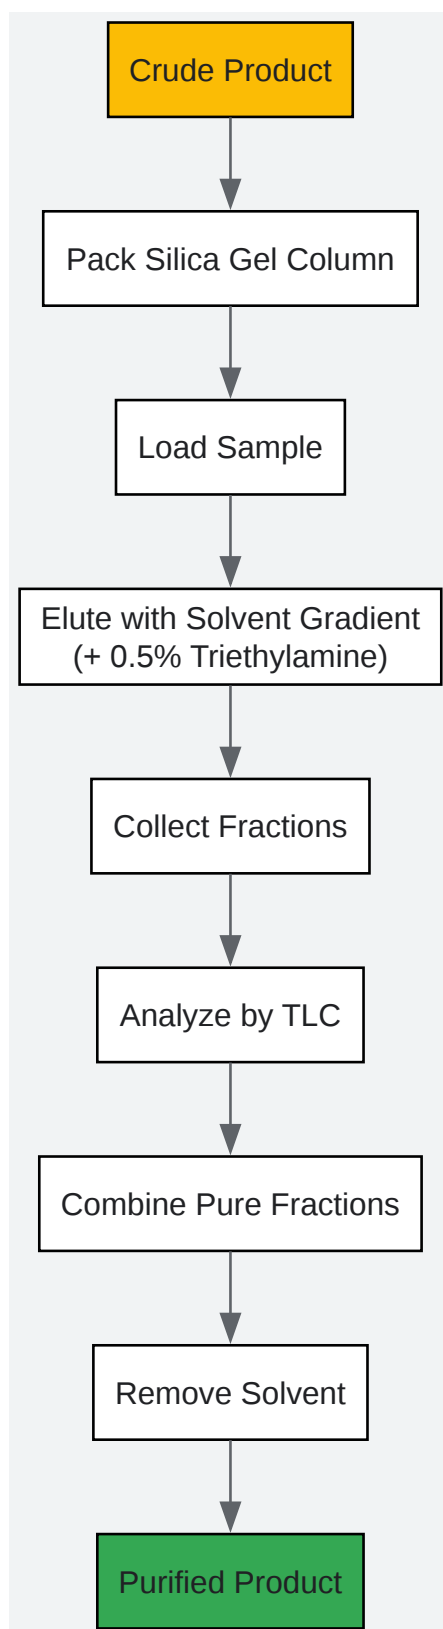 Crude Product
Pack Silica Gel Column
Load Sample
Elute with Solvent Gradient
(+ 0.5% Triethylamine)
Collect Fractions
Analyze by TLC
Combine Pure Fractions
Remove Solvent
Purified Product